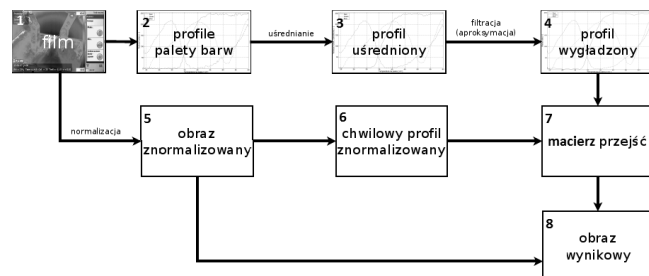 1
film
2
profile
palety barw
uśrednianie
3
profil
uśredniony
filtracja
(aproksymacja)
4
profil
wygładzony
normalizacja
5
obraz
znormalizowany
6
chwilowy profil
znormalizowany
7
macierz przejść
8
obraz
wynikowy